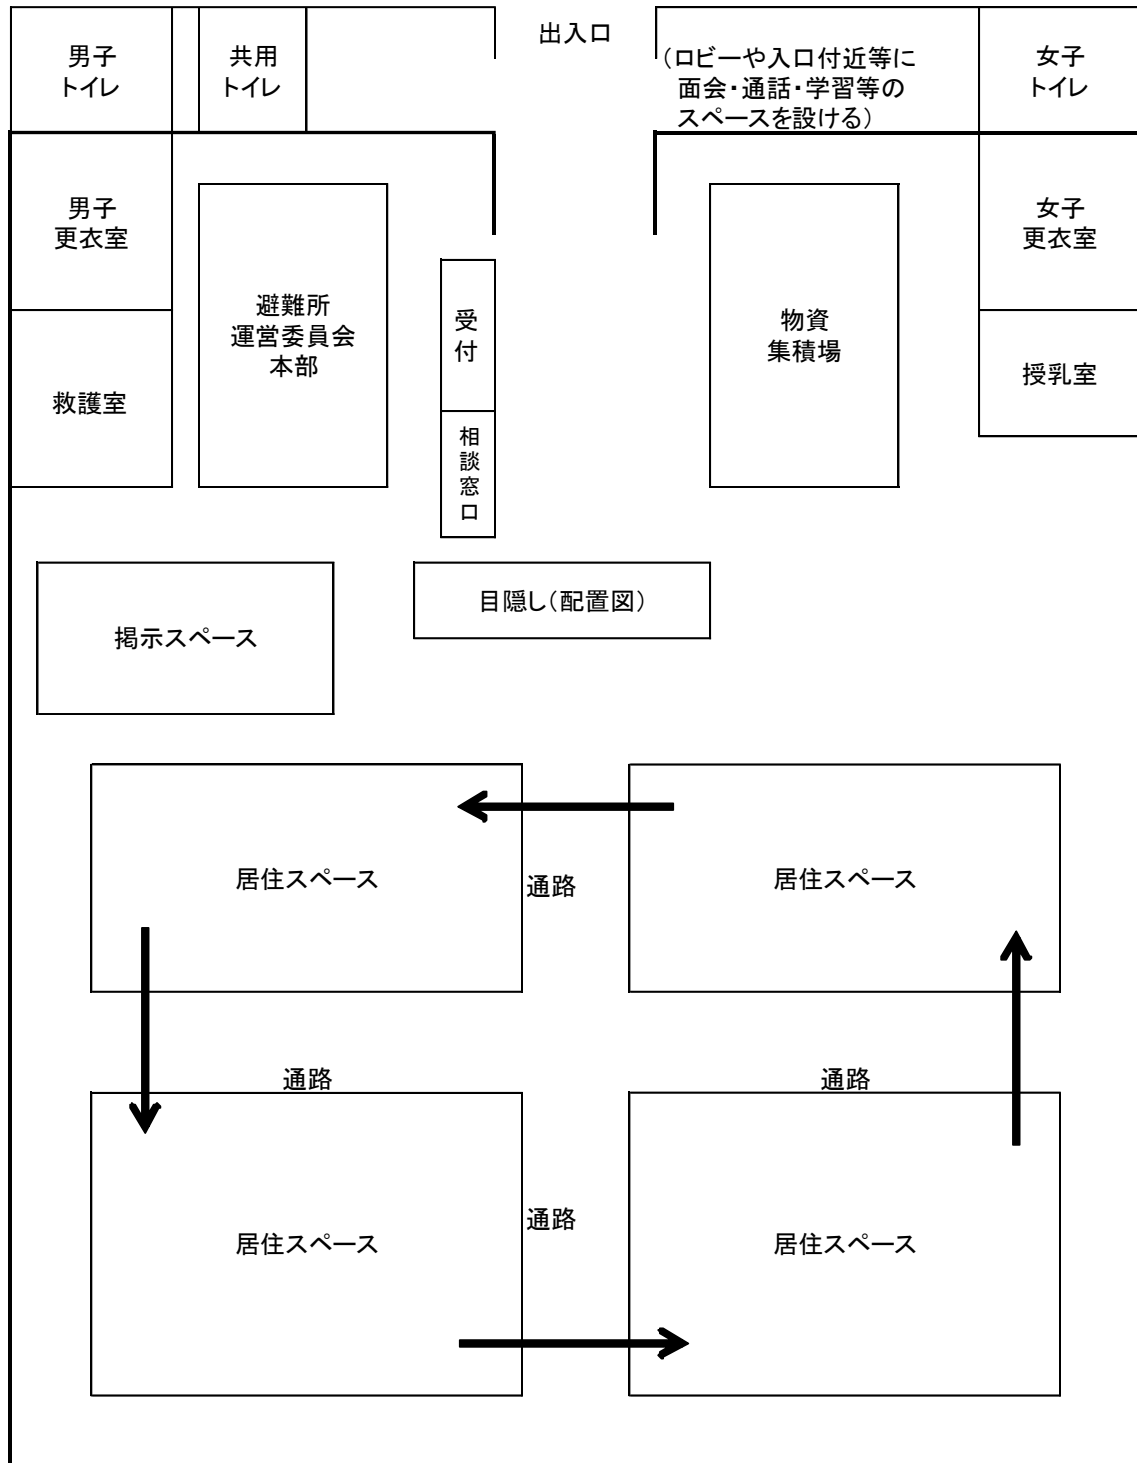 出入口
男子
トイレ
共用
トイレ
(ロビーや入口付近等に
面会・通話・学習等の
スペースを設ける)
女子
トイレ
男子
更衣室
避難所
運営委員会
本部
受付
物資
集積場
女子
更衣室
救護室
相談窓口
授乳室
掲示スペース
目隠し(配置図)
居住スペース
通路
居住スペース
通路
通路
居住スペース
通路
居住スペース